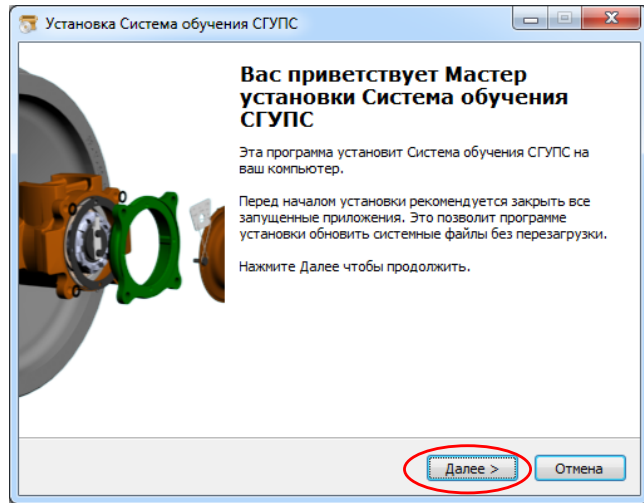 Установка Система обучения СГУПС
Вас приветствует Мастер
установки Система обучения
СГУПС
Эта программа установит Система обучения СГУПС на
ваш компьютер.
Перед началом установки рекомендуется закрыть все
запущенные приложения. Это позволит программе
установки обновить системные файлы без перезагрузки.
Нажмите Далее чтобы продолжить.
Далее >
Отмена